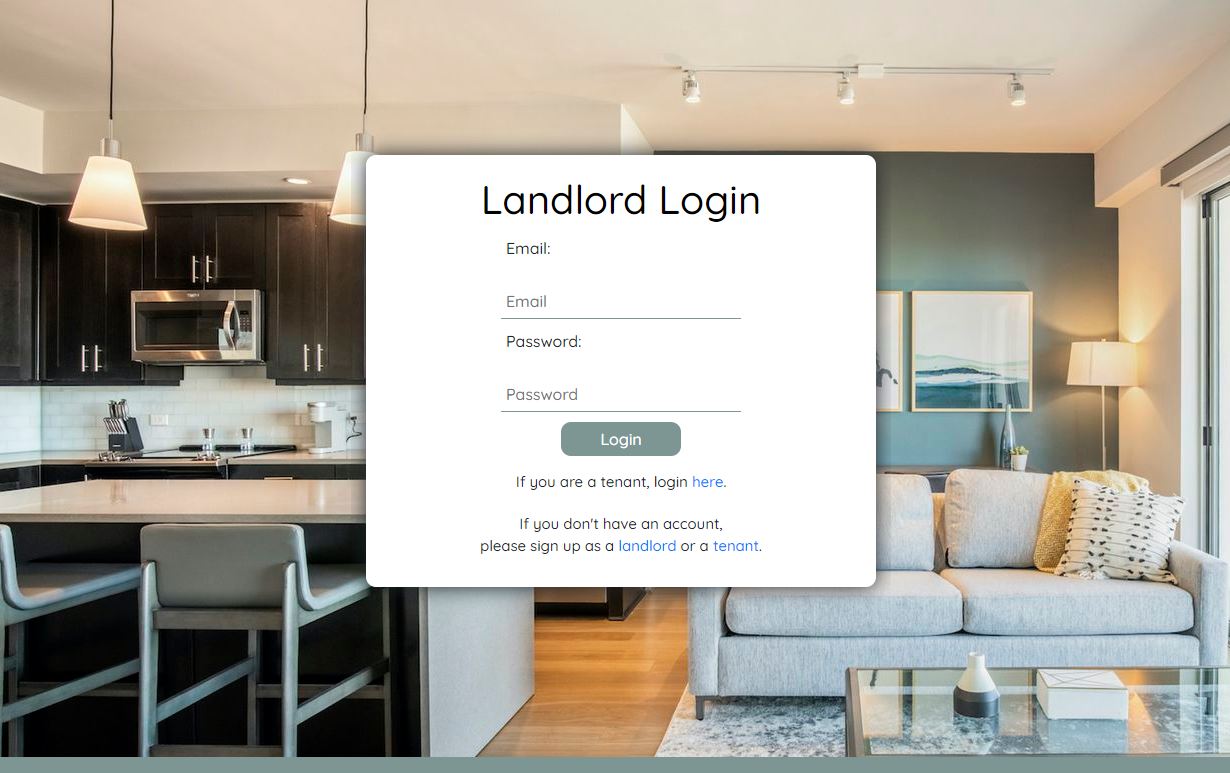 Landlord Login
Email:
Email
Password:
Password
Login
If you are a tenant, login here.
If you don't have an account,
please sign up as a landlord or a tenant.